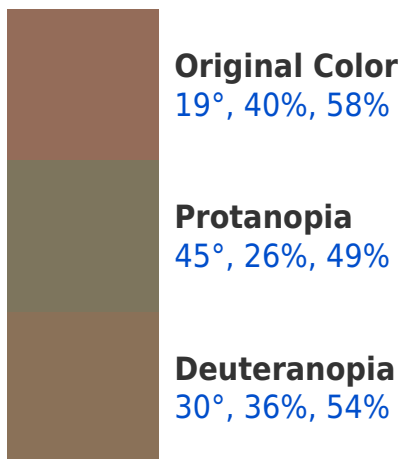 Original Color
19°, 40%, 58%
Protanopia
45°, 26%, 49%
Deuteranopia
30°, 36%, 54%